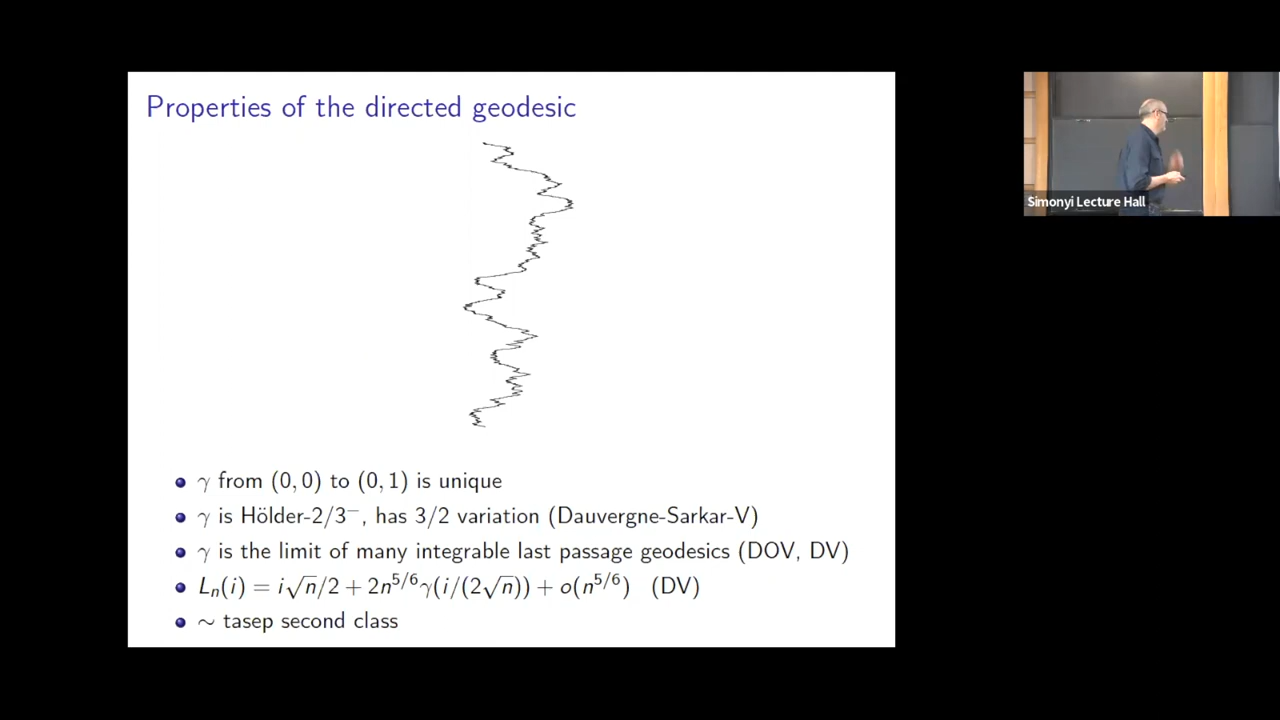 Properties of the directed geodesic
γ from (0, 0) to (0, 1) is unique
γ is Hölder-2/3⁻, has 3/2 variation (Dauvergne-Sarkar-V)
γ is the limit of many integrable last passage geodesics (DOV, DV)
Lₙ(i) = i√n/2 + 2n^{5/6}γ(i/(2√n)) + o(n^{5/6}) (DV)
∼ tasep second class
Simonyi Lecture Hall